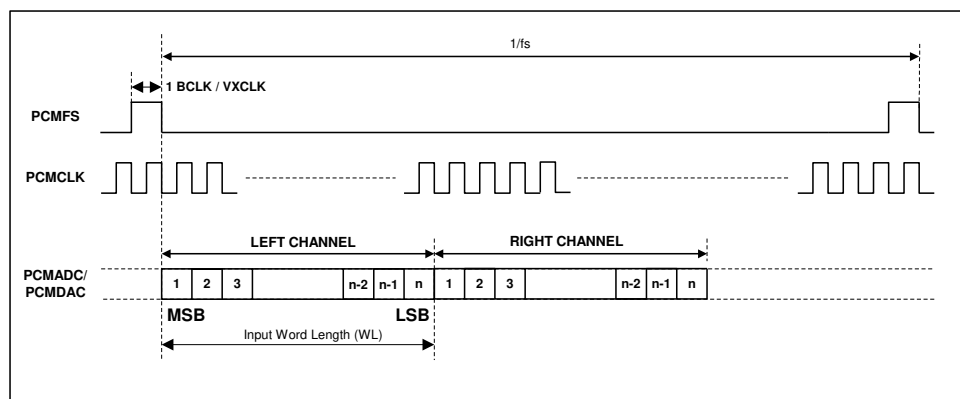 1/fs
1 BCLK / VXCLK
PCMFS
PCMCLK
LEFT CHANNEL
RIGHT CHANNEL
PCMADC/
PCMDAC
1 2 3 n-2 n-1 n 1 2 3 n-2 n-1 n
MSB LSB
Input Word Length (WL)